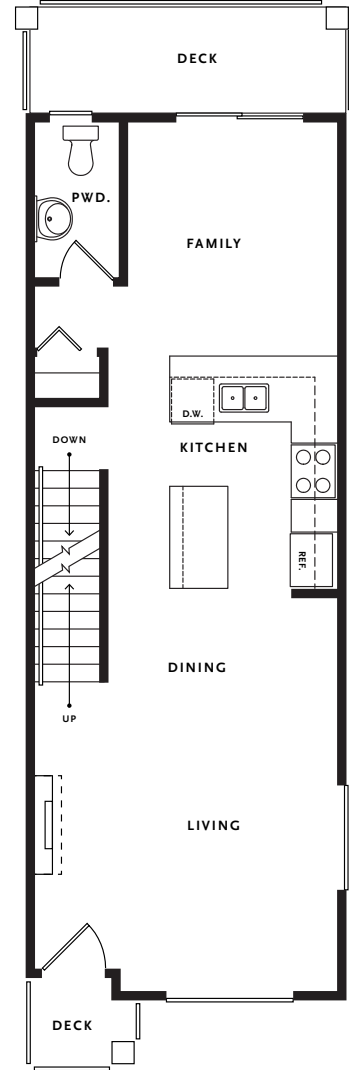 DECK
PWD.
FAMILY
D.W.
DOWN
KITCHEN
REF.
DINING
UP
LIVING
DECK